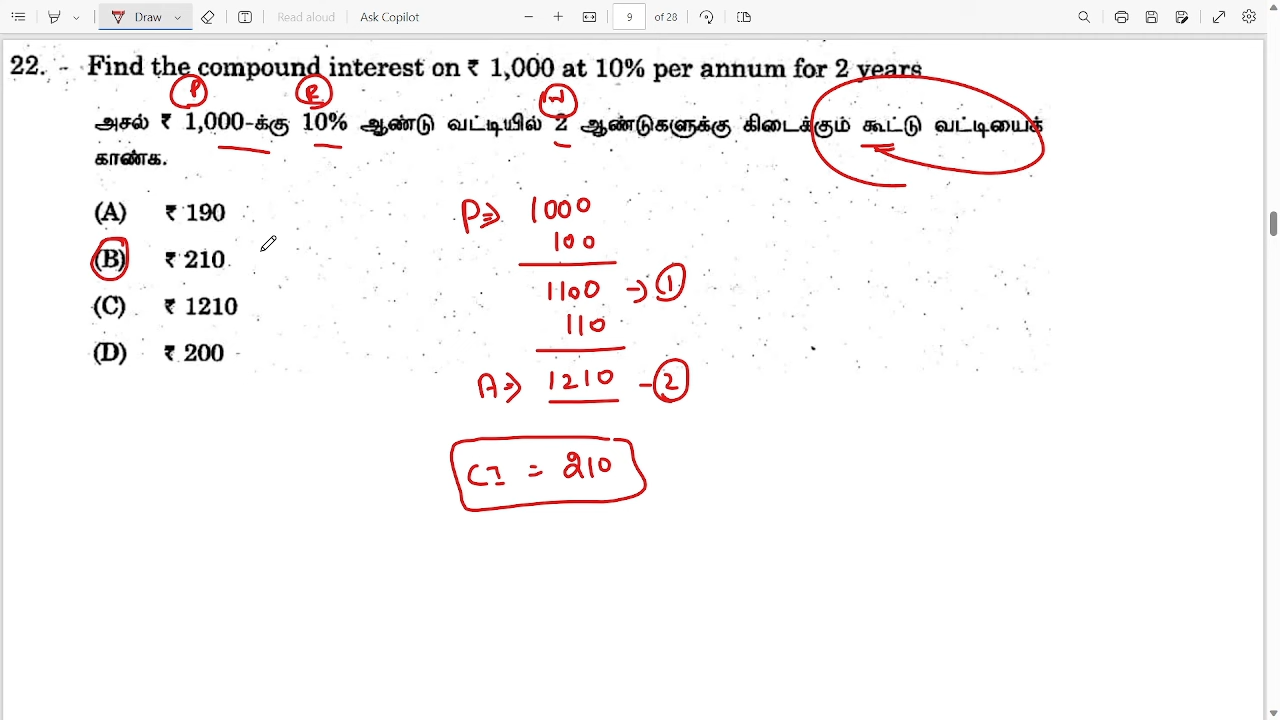 Draw
Read aloud
Ask Copilot
9
of 28
22. - Find the compound interest on ₹ 1,000 at 10% per annum for 2 years
P R N
அசல் ₹ 1,000-க்கு 10% ஆண்டு வட்டியில் 2 ஆண்டுகளுக்கு கிடைக்கும் கூட்டு வட்டியைக்
காண்க.
(A) ₹ 190
(B) ₹ 210
(C) ₹ 1210
(D) ₹ 200
P⇒ 1000
100
1100 → 1
110
A⇒ 1210 - 2
CI = 210